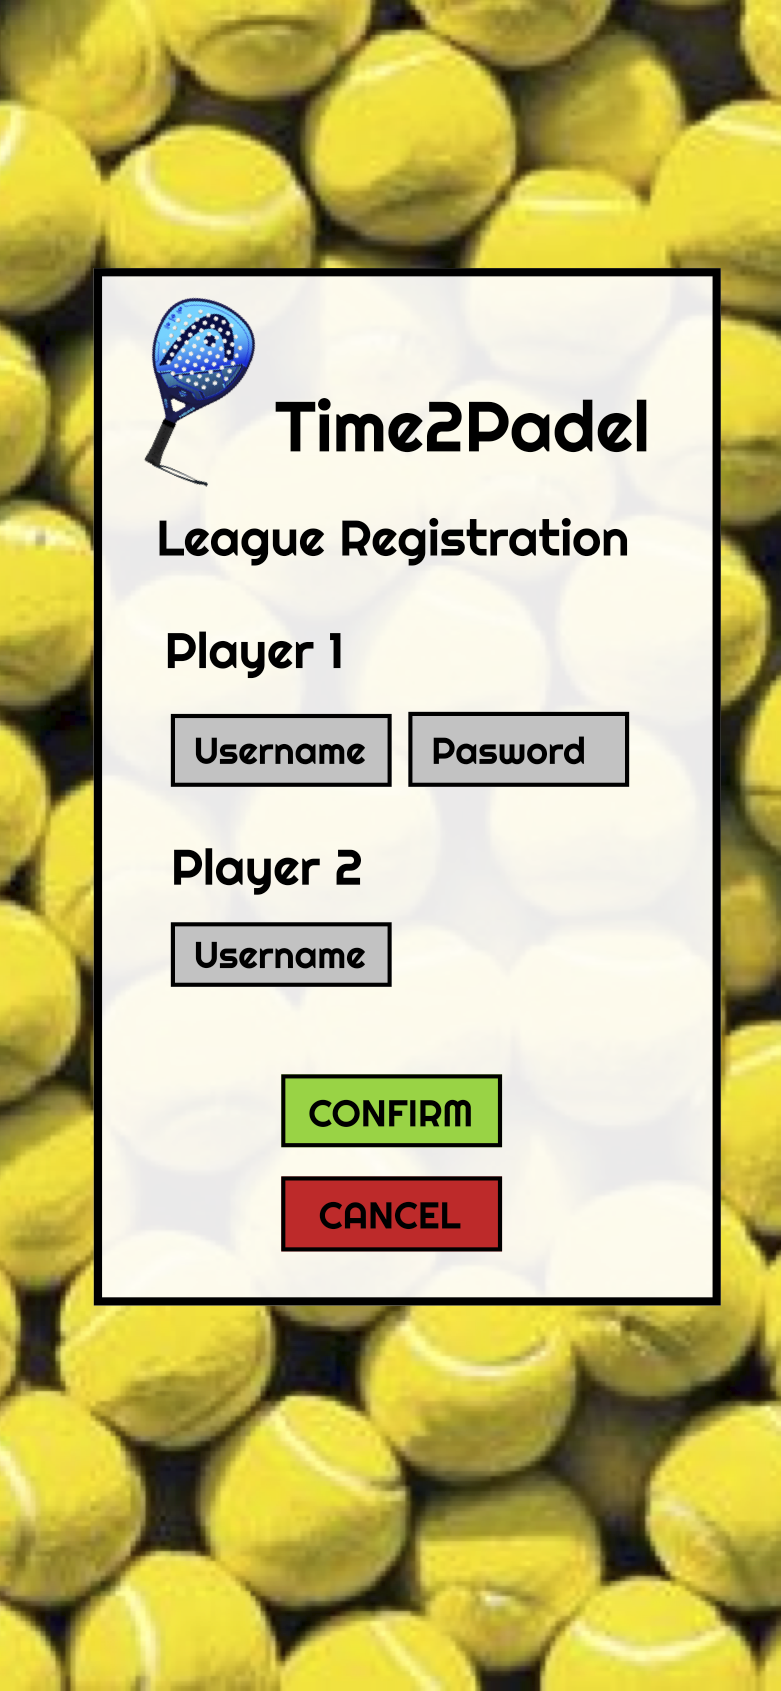 Time2Padel
League Registration
Player 1
Username Pasword
Player 2
Username
CONFIRM
CANCEL